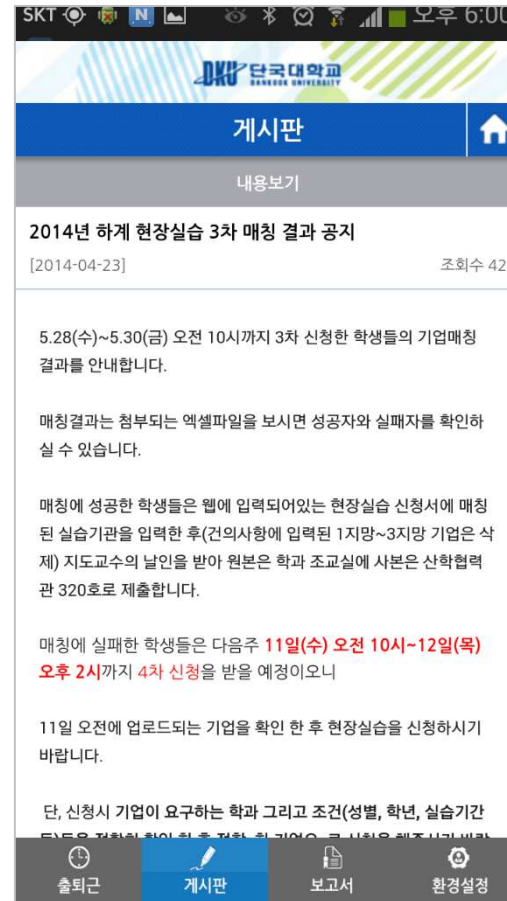 SKT N 오후 6:00
DKU 단국대학교
DANKOOK UNIVERSITY
게시판
내용보기
2014년 하계 현장실습 3차 매칭 결과 공지
[2014-04-23] 조회수 42
5.28(수)~5.30(금) 오전 10시까지 3차 신청한 학생들의 기업매칭
결과를 안내합니다.
매칭결과는 첨부되는 엑셀파일을 보시면 성공자와 실패자를 확인하
실 수 있습니다.
매칭에 성공한 학생들은 웹에 입력되어있는 현장실습 신청서에 매칭
된 실습기관을 입력한 후(건의사항에 입력된 1지망~3지망 기업은 삭
제) 지도교수의 날인을 받아 원본은 학과 조교실에 사본은 산학협력
관 320호로 제출합니다.
매칭에 실패한 학생들은 다음주 11일(수) 오전 10시~12일(목)
오후 2시까지 4차 신청을 받을 예정이오니
11일 오전에 업로드되는 기업을 확인 한 후 현장실습을 신청하시기
바랍니다.
단, 신청시 기업이 요구하는 학과 그리고 조건(성별, 학년, 실습기간
출퇴근 게시판 보고서 환경설정